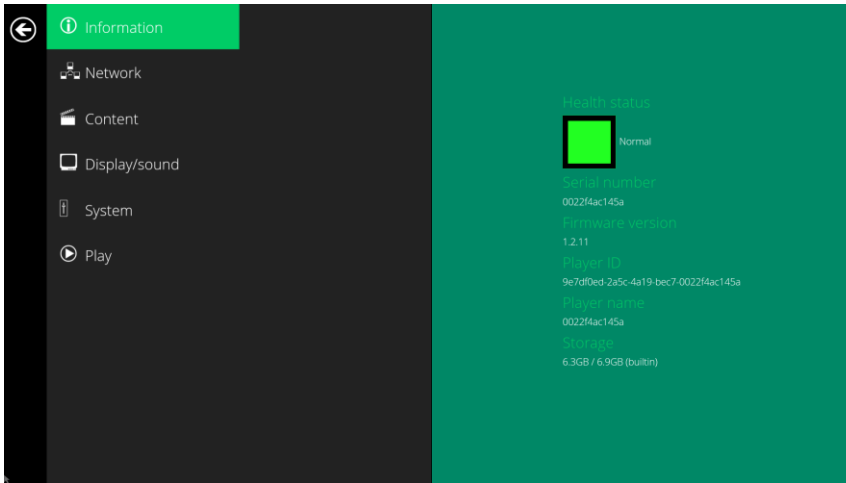 Information
Network
Content
Display/sound
System
Play
Health status
Normal
Serial number
0022f4ac145a
Firmware version
1.2.11
Player ID
9e7df0ed-2a5c-4a19-bec7-0022f4ac145a
Player name
0022f4ac145a
Storage
6.3GB / 6.9GB (builtin)